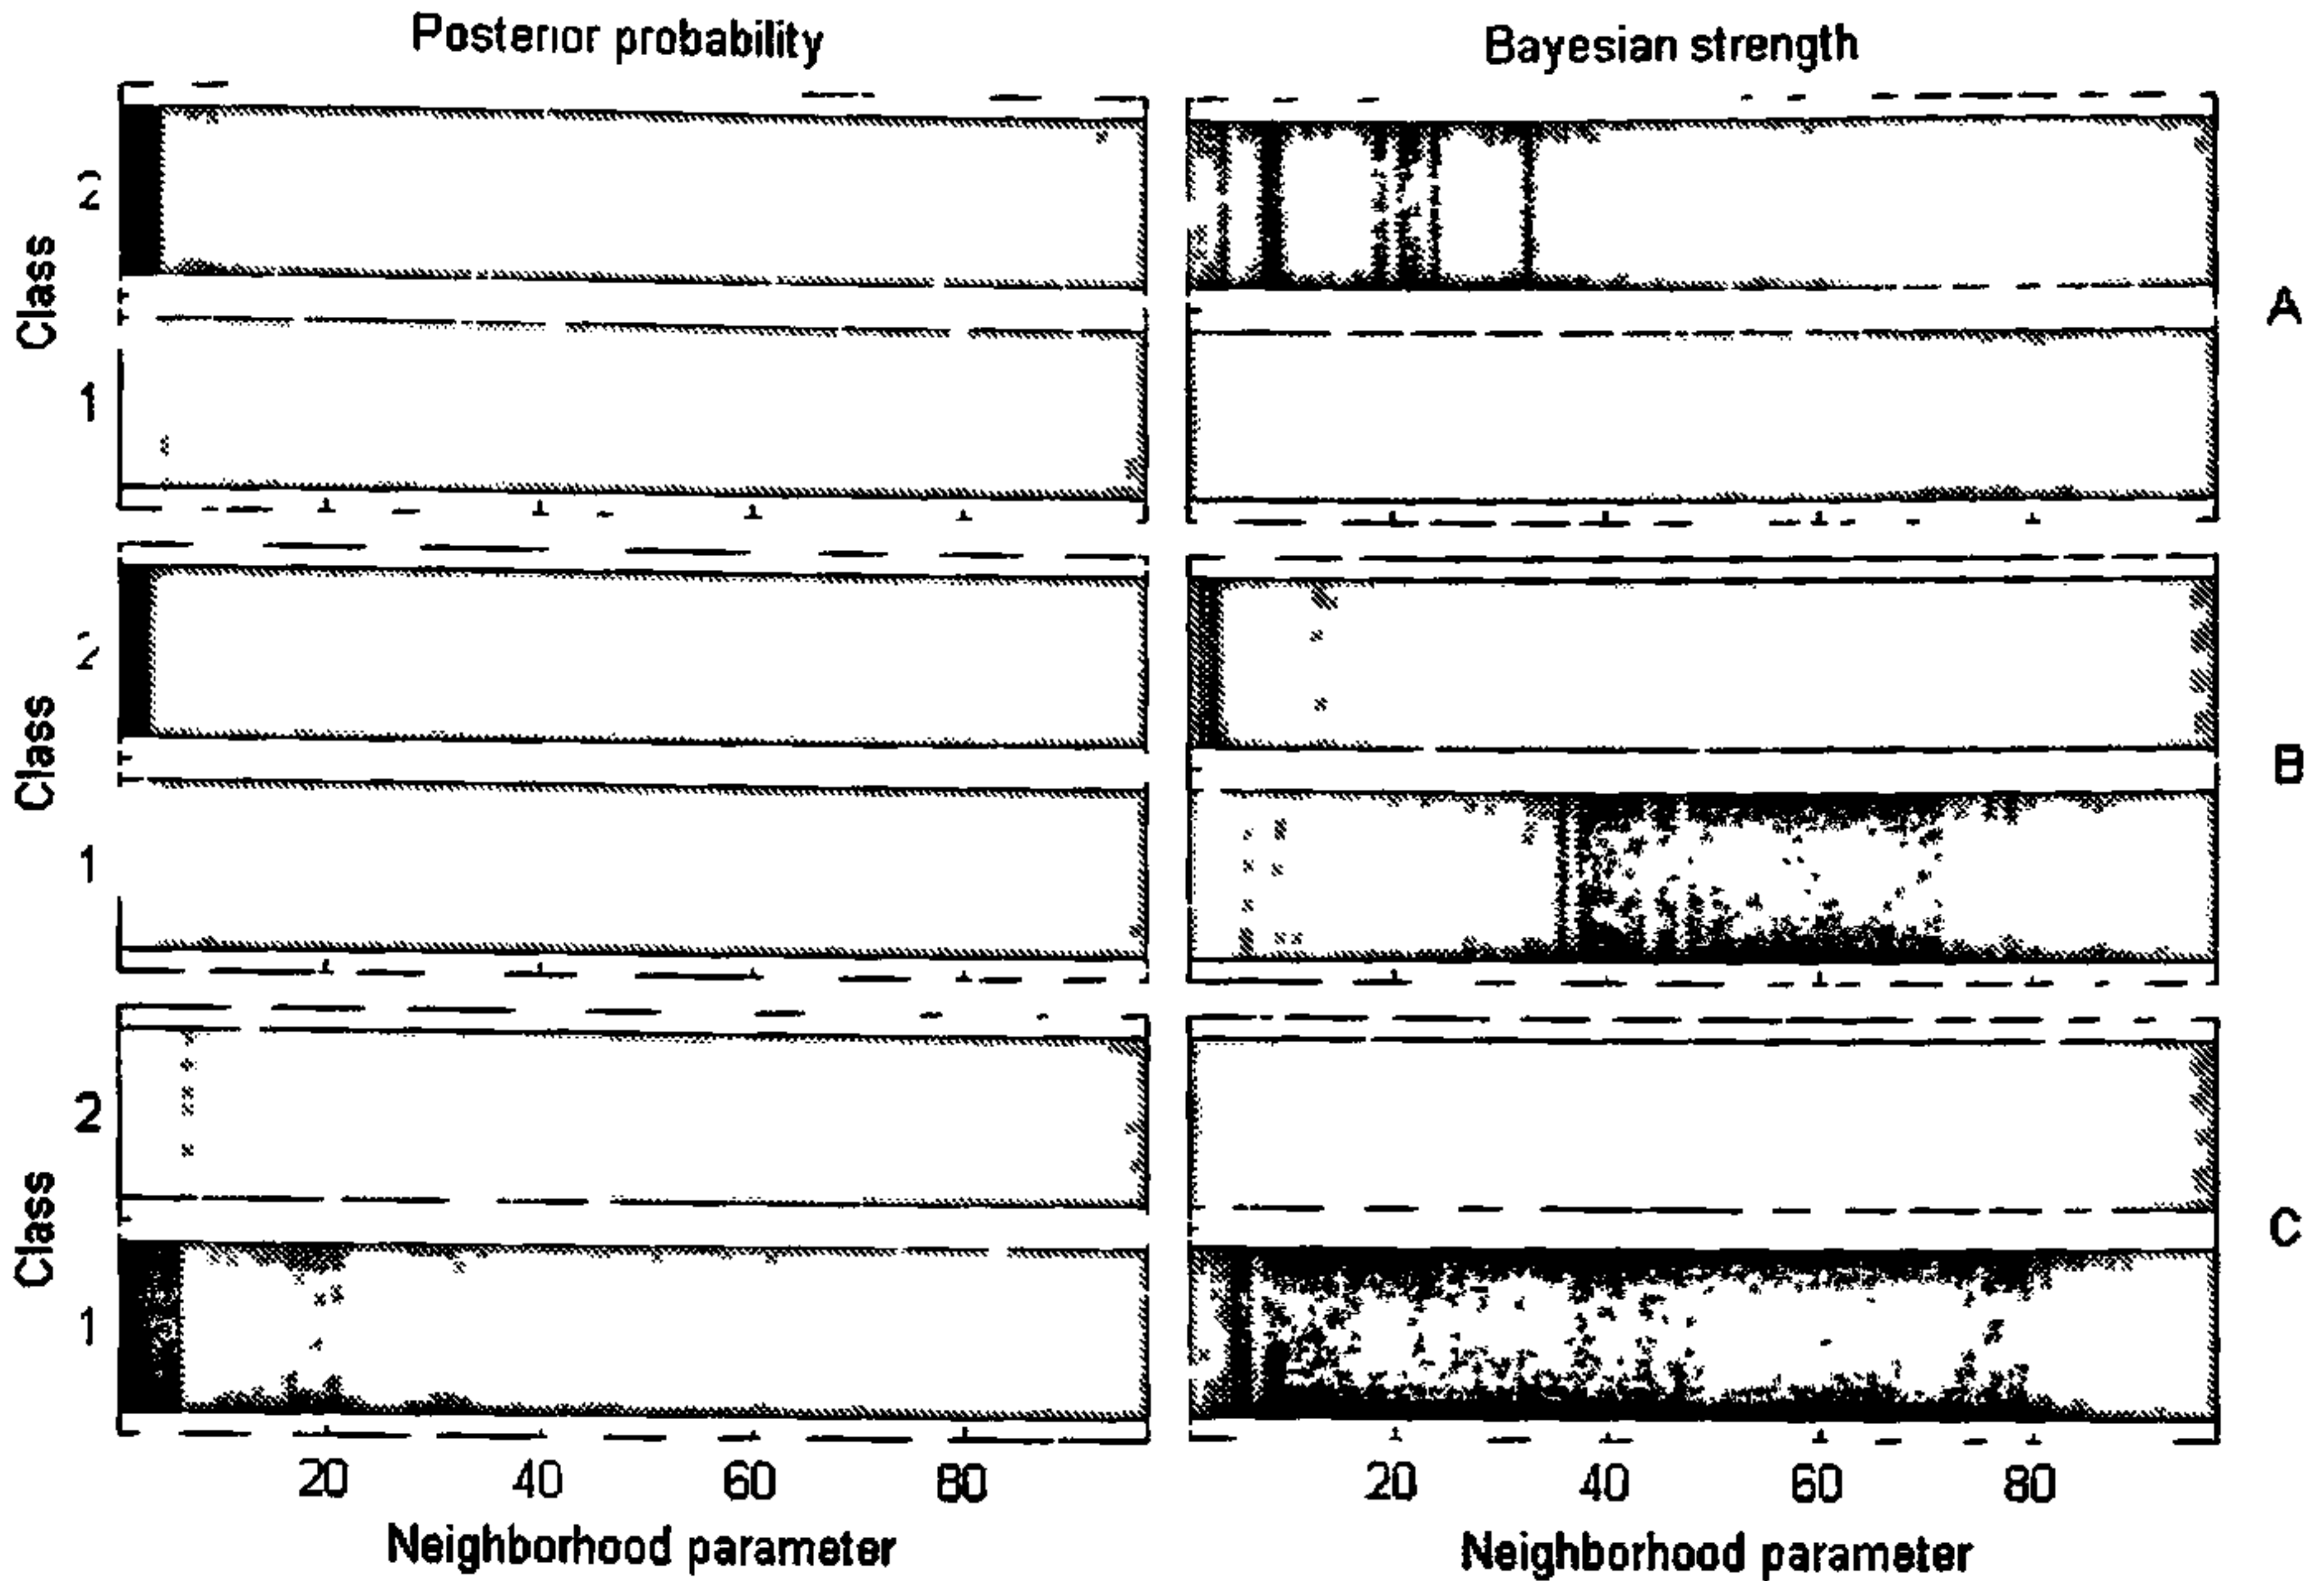 Posterior probability
Bayesian strength
Class
2
1
A
Class
2
1
B
Class
2
1
C
20 40 60 80
20 40 60 80
Neighborhood parameter
Neighborhood parameter